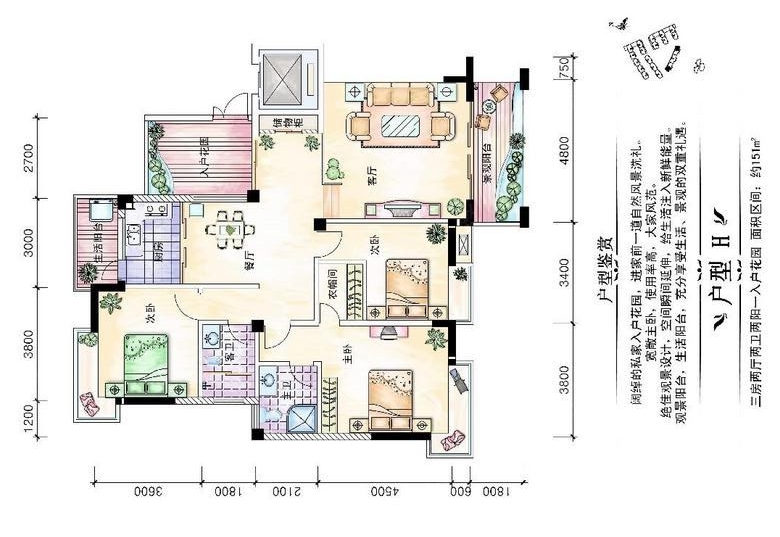 户型 H
三房两厅两卫两阳一入户花园 面积区间：约151㎡
户型鉴赏
阔绰的私家入户花园，进家前一道自然风景洗礼。
宽敞主卧，使用率高，大家风范。
绝佳观景设计，空间瞬间延伸，给生活注入新鲜能量。
观景阳台，生活阳台，充分享受生活、景观的双重礼遇。
储物柜
入户花园
客厅
景观阳台
生活阳台
厨房
餐厅
次卧
衣帽间
次卧
客卫
主卫
主卧
2700
3000
3800
1200
750
4800
3400
3800
3600
1800
2100
4500
600
1800